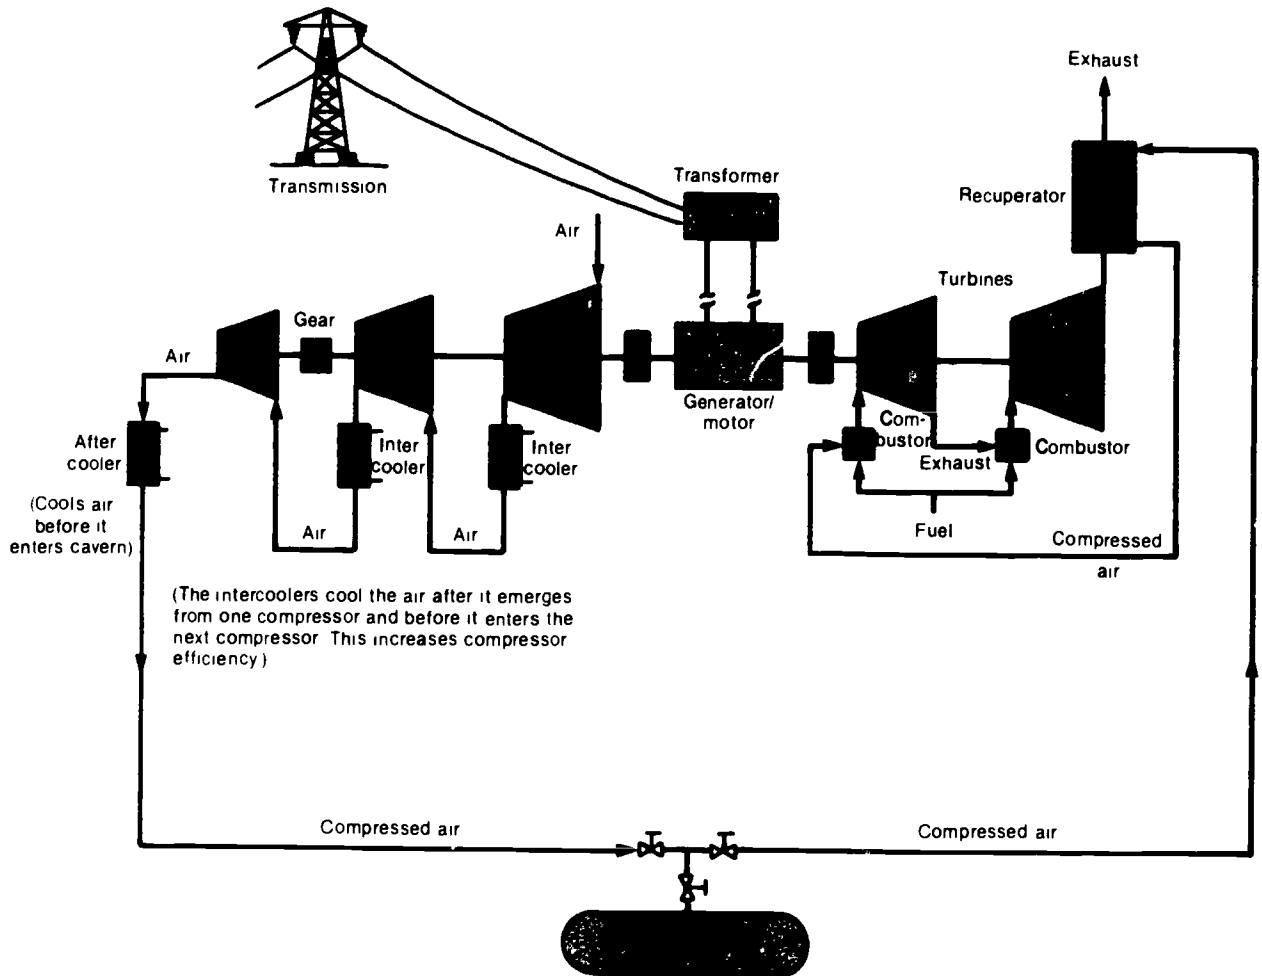 Exhaust
Transmission
Transformer
Recuperator
Air
Turbines
Gear
Air
Generator/
motor
Com-
bustor
Combustor
Exhaust
After
cooler
Inter
cooler
Inter
cooler
(Cools air
before it
enters cavern)
Air
Air
Fuel
Compressed
air
(The intercoolers cool the air after it emerges
from one compressor and before it enters the
next compressor This increases compressor
efficiency)
Compressed air
Compressed air